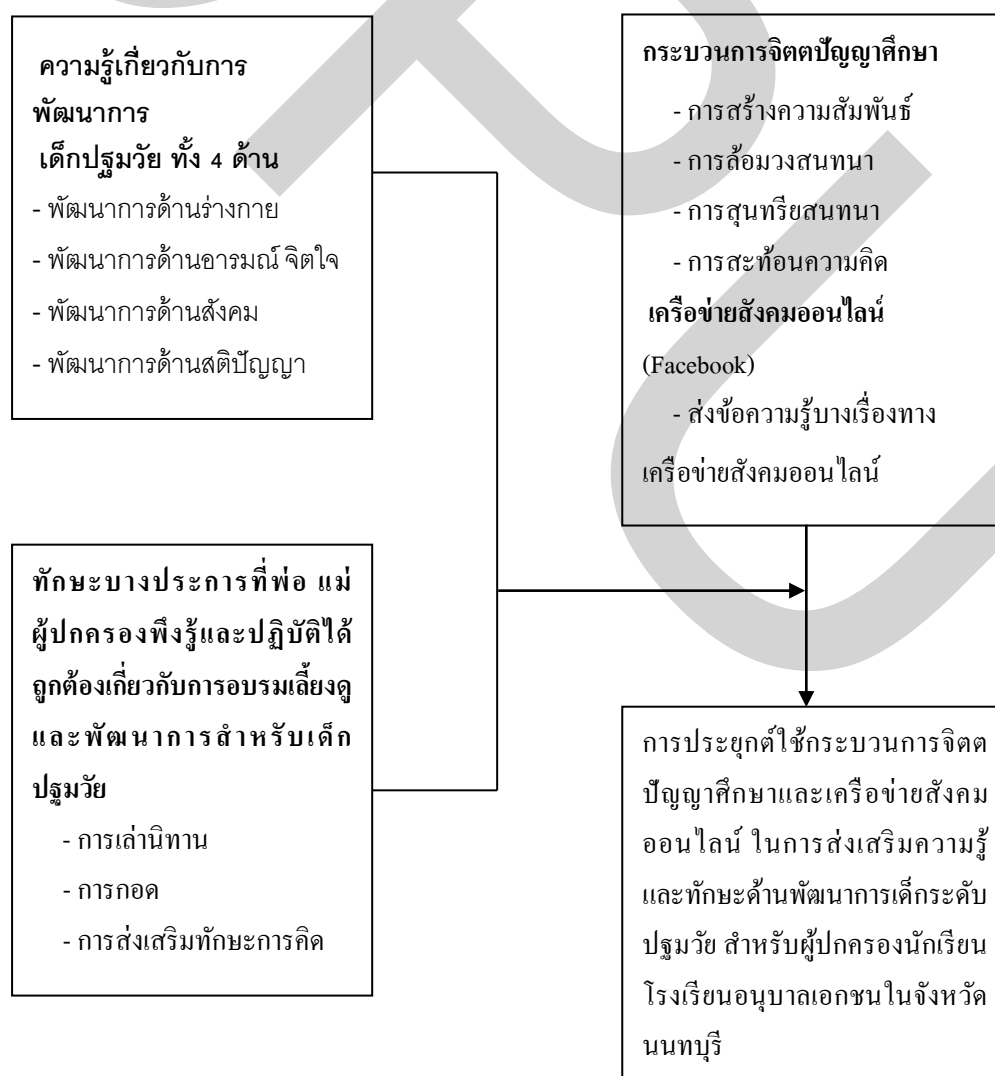 ความรู้เกี่ยวกับการ
พัฒนาการ
เด็กปฐมวัย ทั้ง 4 ด้าน
- พัฒนาการด้านร่างกาย
- พัฒนาการด้านอารมณ์ จิตใจ
- พัฒนาการด้านสังคม
- พัฒนาการด้านสติปัญญา
ทักษะบางประการที่พ่อ แม่
ผู้ปกครองพึงรู้และปฏิบัติได้
ถูกต้องเกี่ยวกับการอบรมเลี้ยงดู
และพัฒนาการสำหรับเด็ก
ปฐมวัย
- การเล่านิทาน
- การกอด
- การส่งเสริมทักษะการคิด
กระบวนการจิตตปัญญาศึกษา
- การสร้างความสัมพันธ์
- การล้อมวงสนทนา
- การสุนทรียสนทนา
- การสะท้อนความคิด
เครือข่ายสังคมออนไลน์
(Facebook)
- ส่งข้อความรู้บางเรื่องทาง
เครือข่ายสังคมออนไลน์
การประยุกต์ใช้กระบวนการจิตต
ปัญญาศึกษาและเครือข่ายสังคม
ออนไลน์ ในการส่งเสริมความรู้
และทักษะด้านพัฒนาการเด็กระดับ
ปฐมวัย สำหรับผู้ปกครองนักเรียน
โรงเรียนอนุบาลเอกชนในจังหวัด
นนทบุรี